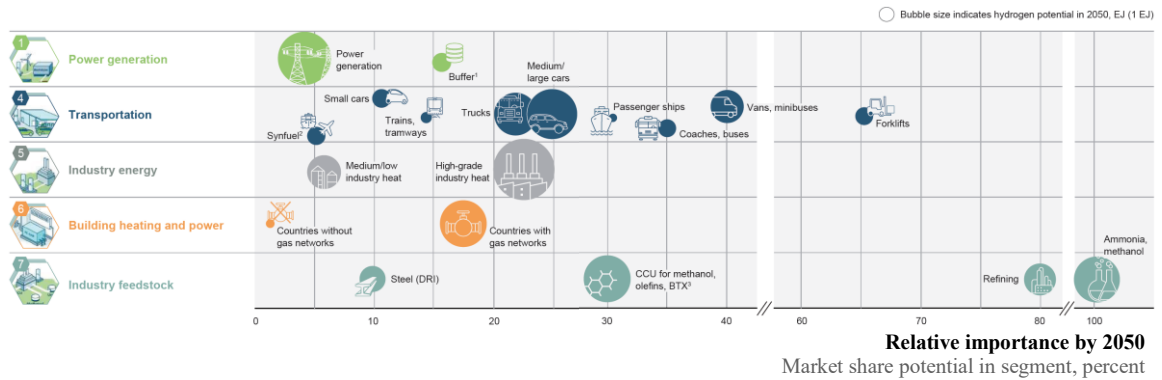 Bubble size indicates hydrogen potential in 2050, EJ (1 EJ)
1
Power generation
Power
generation
Buffer¹
Medium/
large cars
4
Transportation
Small cars
Trains,
tramways
Synfuel²
Trucks
Passenger ships
Coaches, buses
Vans, minibuses
Forklifts
5
Industry energy
Medium/low
industry heat
High-grade
industry heat
6
Building heating and power
Countries without
gas networks
Countries with
gas networks
7
Industry feedstock
Steel (DRI)
CCU for methanol,
olefins, BTX³
Refining
Ammonia,
methanol
0 10 20 30 40 60 70 80 100
Relative importance by 2050
Market share potential in segment, percent